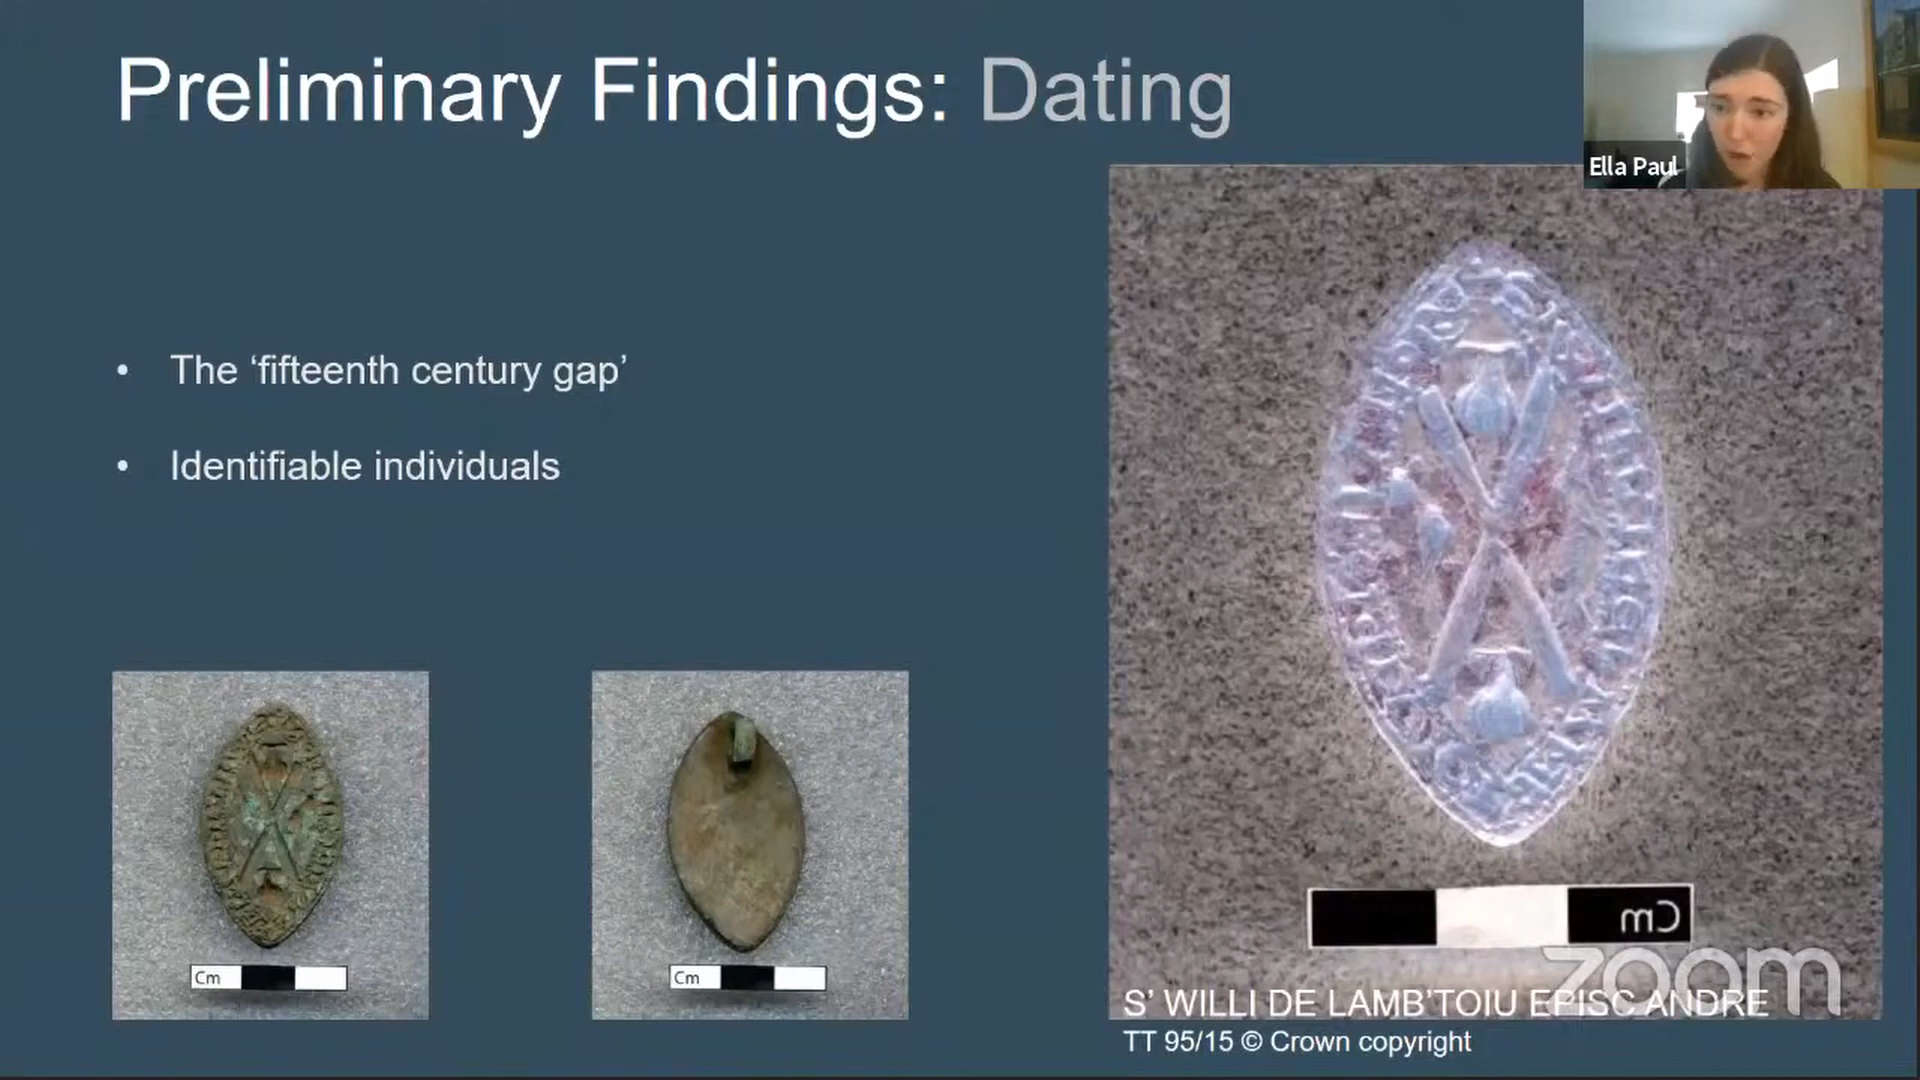 Preliminary Findings: Dating
Ella Paul
• The ‘fifteenth century gap’
• Identifiable individuals
Cm
Cm
Cm
zoom
S’ WILLI DE LAMB’TOIU EPISC ANDRE
TT 95/15 © Crown copyright